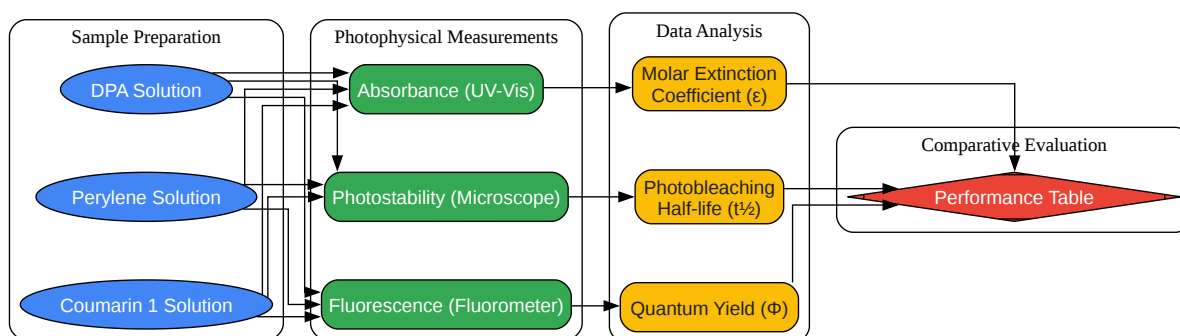 Sample Preparation
DPA Solution
Perylene Solution
Coumarin 1 Solution
Photophysical Measurements
Absorbance (UV-Vis)
Photostability (Microscope)
Fluorescence (Fluorometer)
Data Analysis
Molar Extinction
Coefficient (ε)
Photobleaching
Half-life (t½)
Quantum Yield (Φ)
Comparative Evaluation
Performance Table